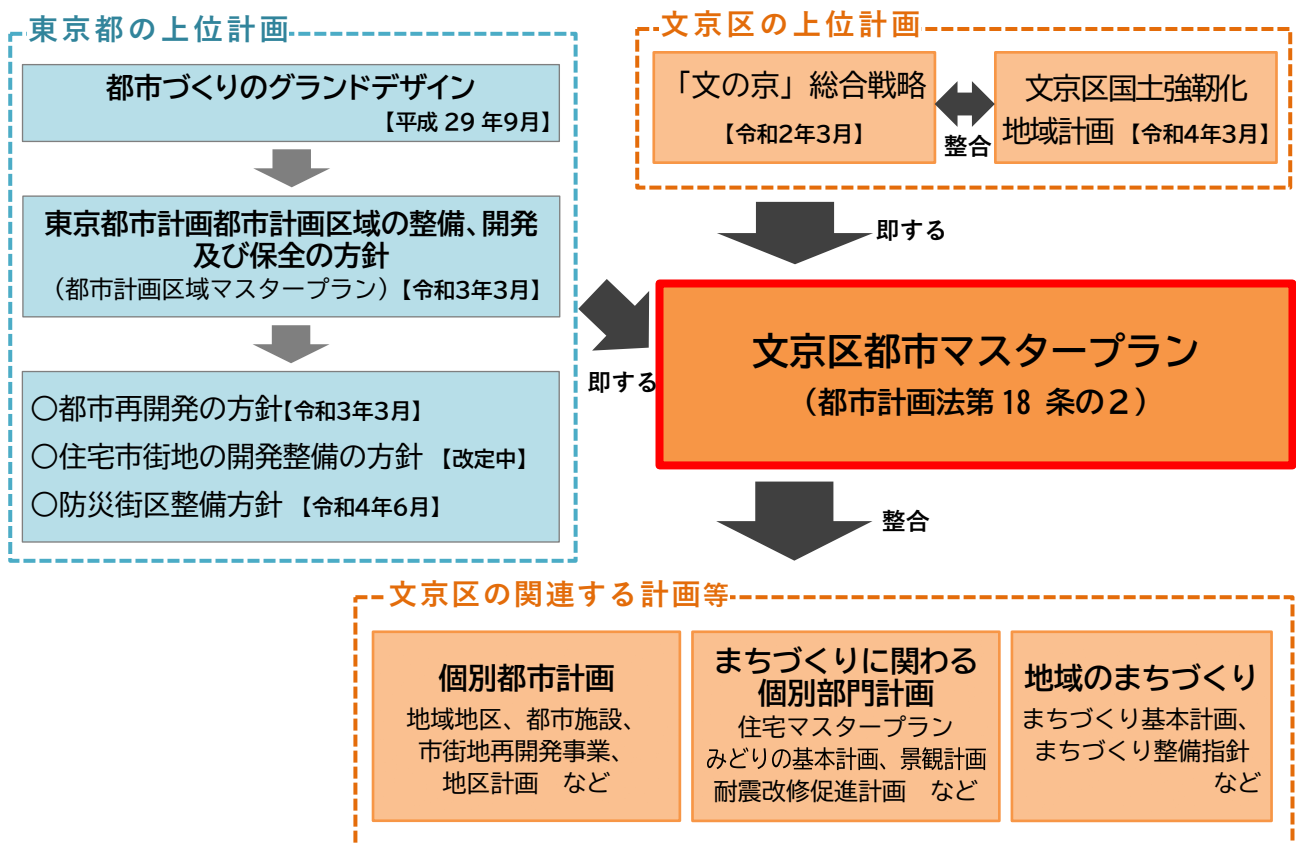 東京都の上位計画
都市づくりのグランドデザイン
【平成 29 年9月】
東京都市計画都市計画区域の整備、開発
及び保全の方針
（都市計画区域マスタープラン）【令和3年3月】
○都市再開発の方針【令和3年3月】
○住宅市街地の開発整備の方針 【改定中】
○防災街区整備方針 【令和4年6月】
文京区の上位計画
「文の京」総合戦略
【令和2年3月】
整合
文京区国土強靭化
地域計画 【令和4年3月】
即する
即する
文京区都市マスタープラン
（都市計画法第 18 条の２）
整合
文京区の関連する計画等
個別都市計画
地域地区、都市施設、
市街地再開発事業、
地区計画　など
まちづくりに関わる
個別部門計画
住宅マスタープラン
みどりの基本計画、景観計画
耐震改修促進計画　など
地域のまちづくり
まちづくり基本計画、
まちづくり整備指針
など